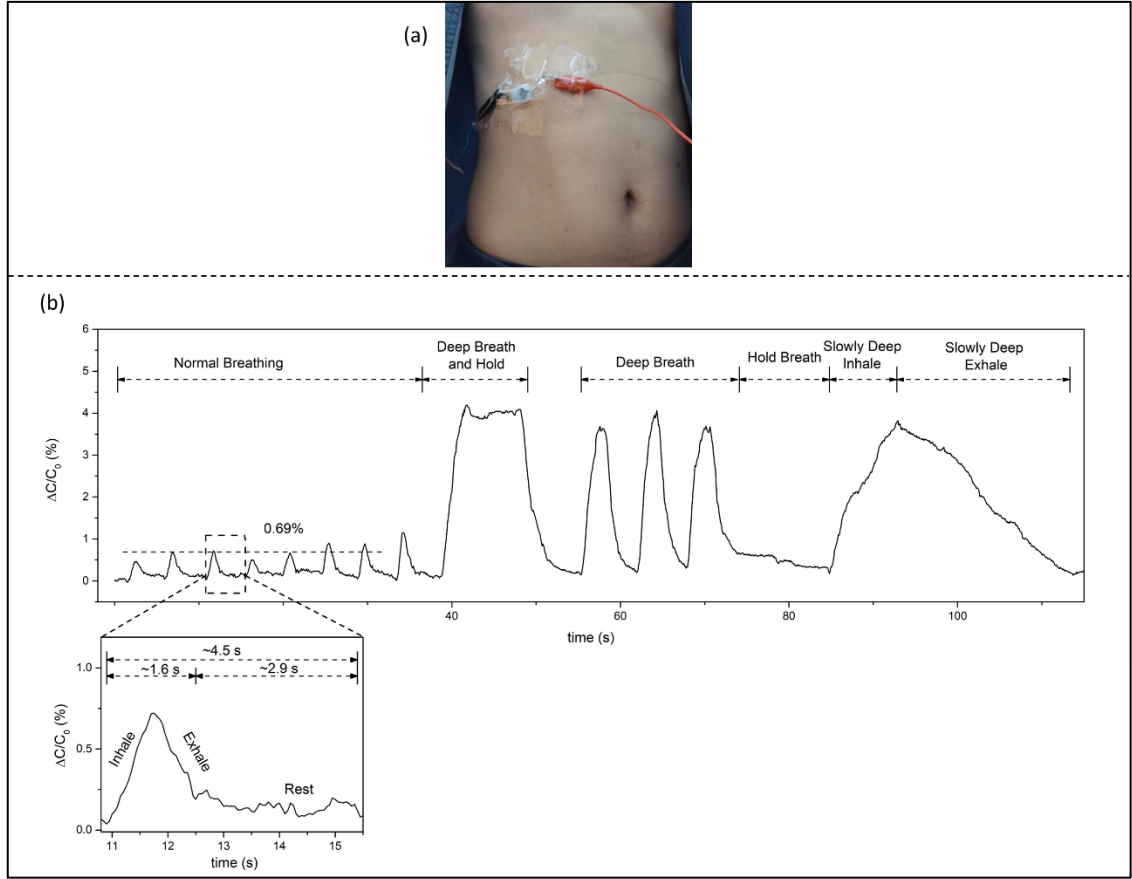 (a)
(b)
Normal Breathing
Deep Breath
and Hold
Deep Breath
Hold Breath
Slowly Deep
Inhale
Slowly Deep
Exhale
ΔC/C₀ (%)
6
5
4
3
2
1
0
0.69%
40
60
80
100
time (s)
~4.5 s
~1.6 s
~2.9 s
ΔC/C₀ (%)
1.0
0.5
0.0
Inhale
Exhale
Rest
11
12
13
14
15
time (s)